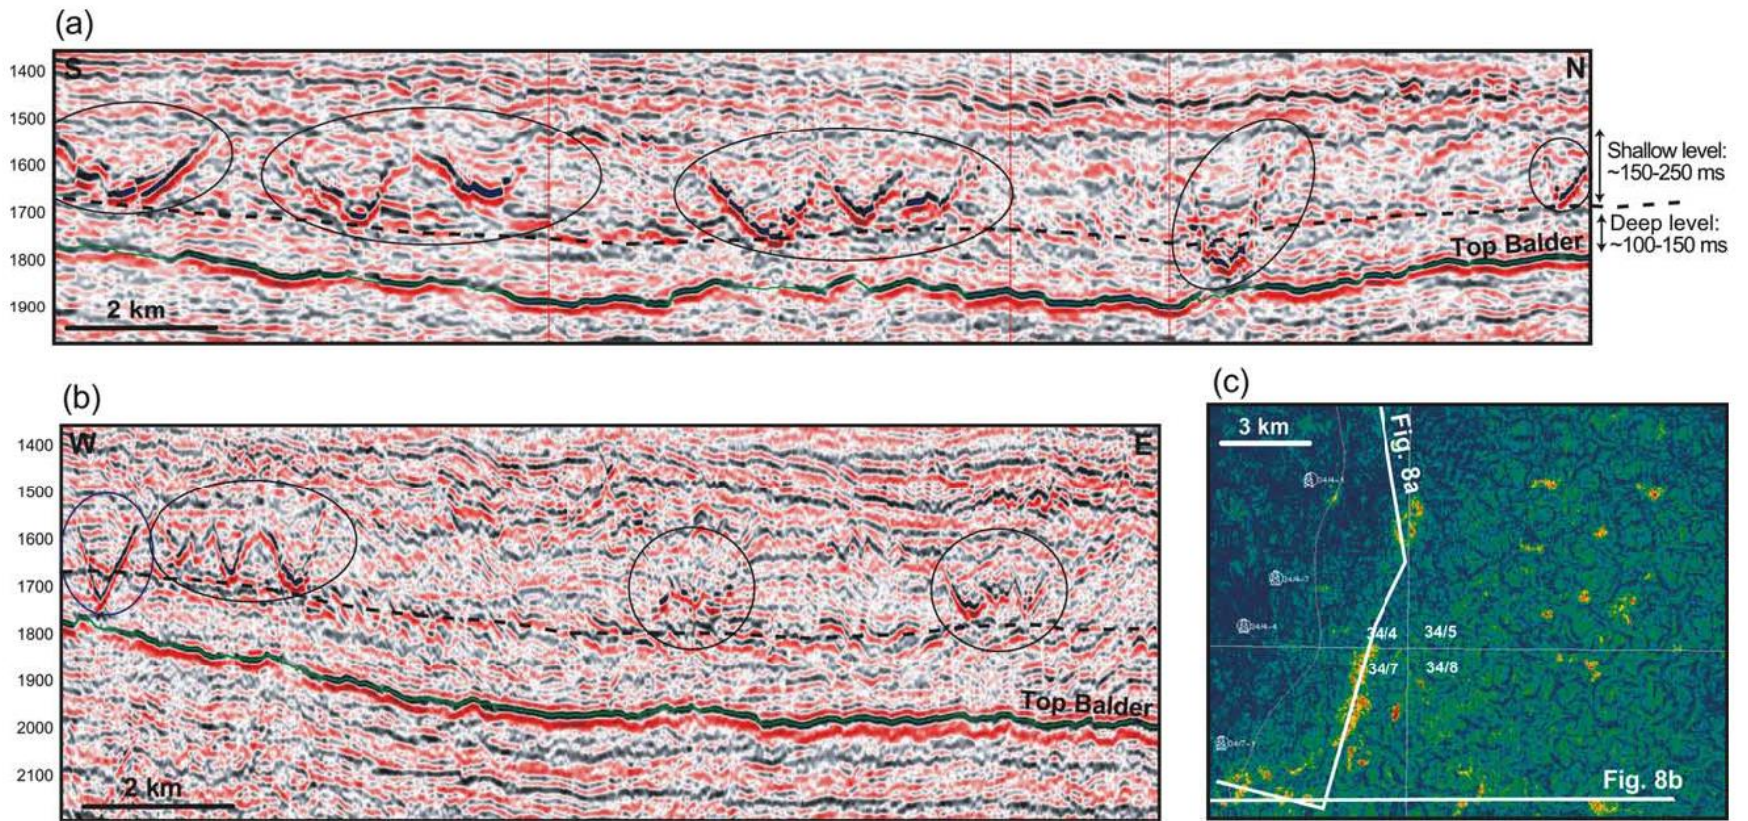 (a)
S
N
1400
1500
1600
1700
1800
1900
Shallow level:
~150-250 ms
Deep level:
~100-150 ms
Top Balder
2 km
(b)
W
E
1400
1500
1600
1700
1800
1900
2000
2100
Top Balder
2 km
(c)
3 km
Fig. 8a
34/4
34/5
34/7
34/8
Fig. 8b